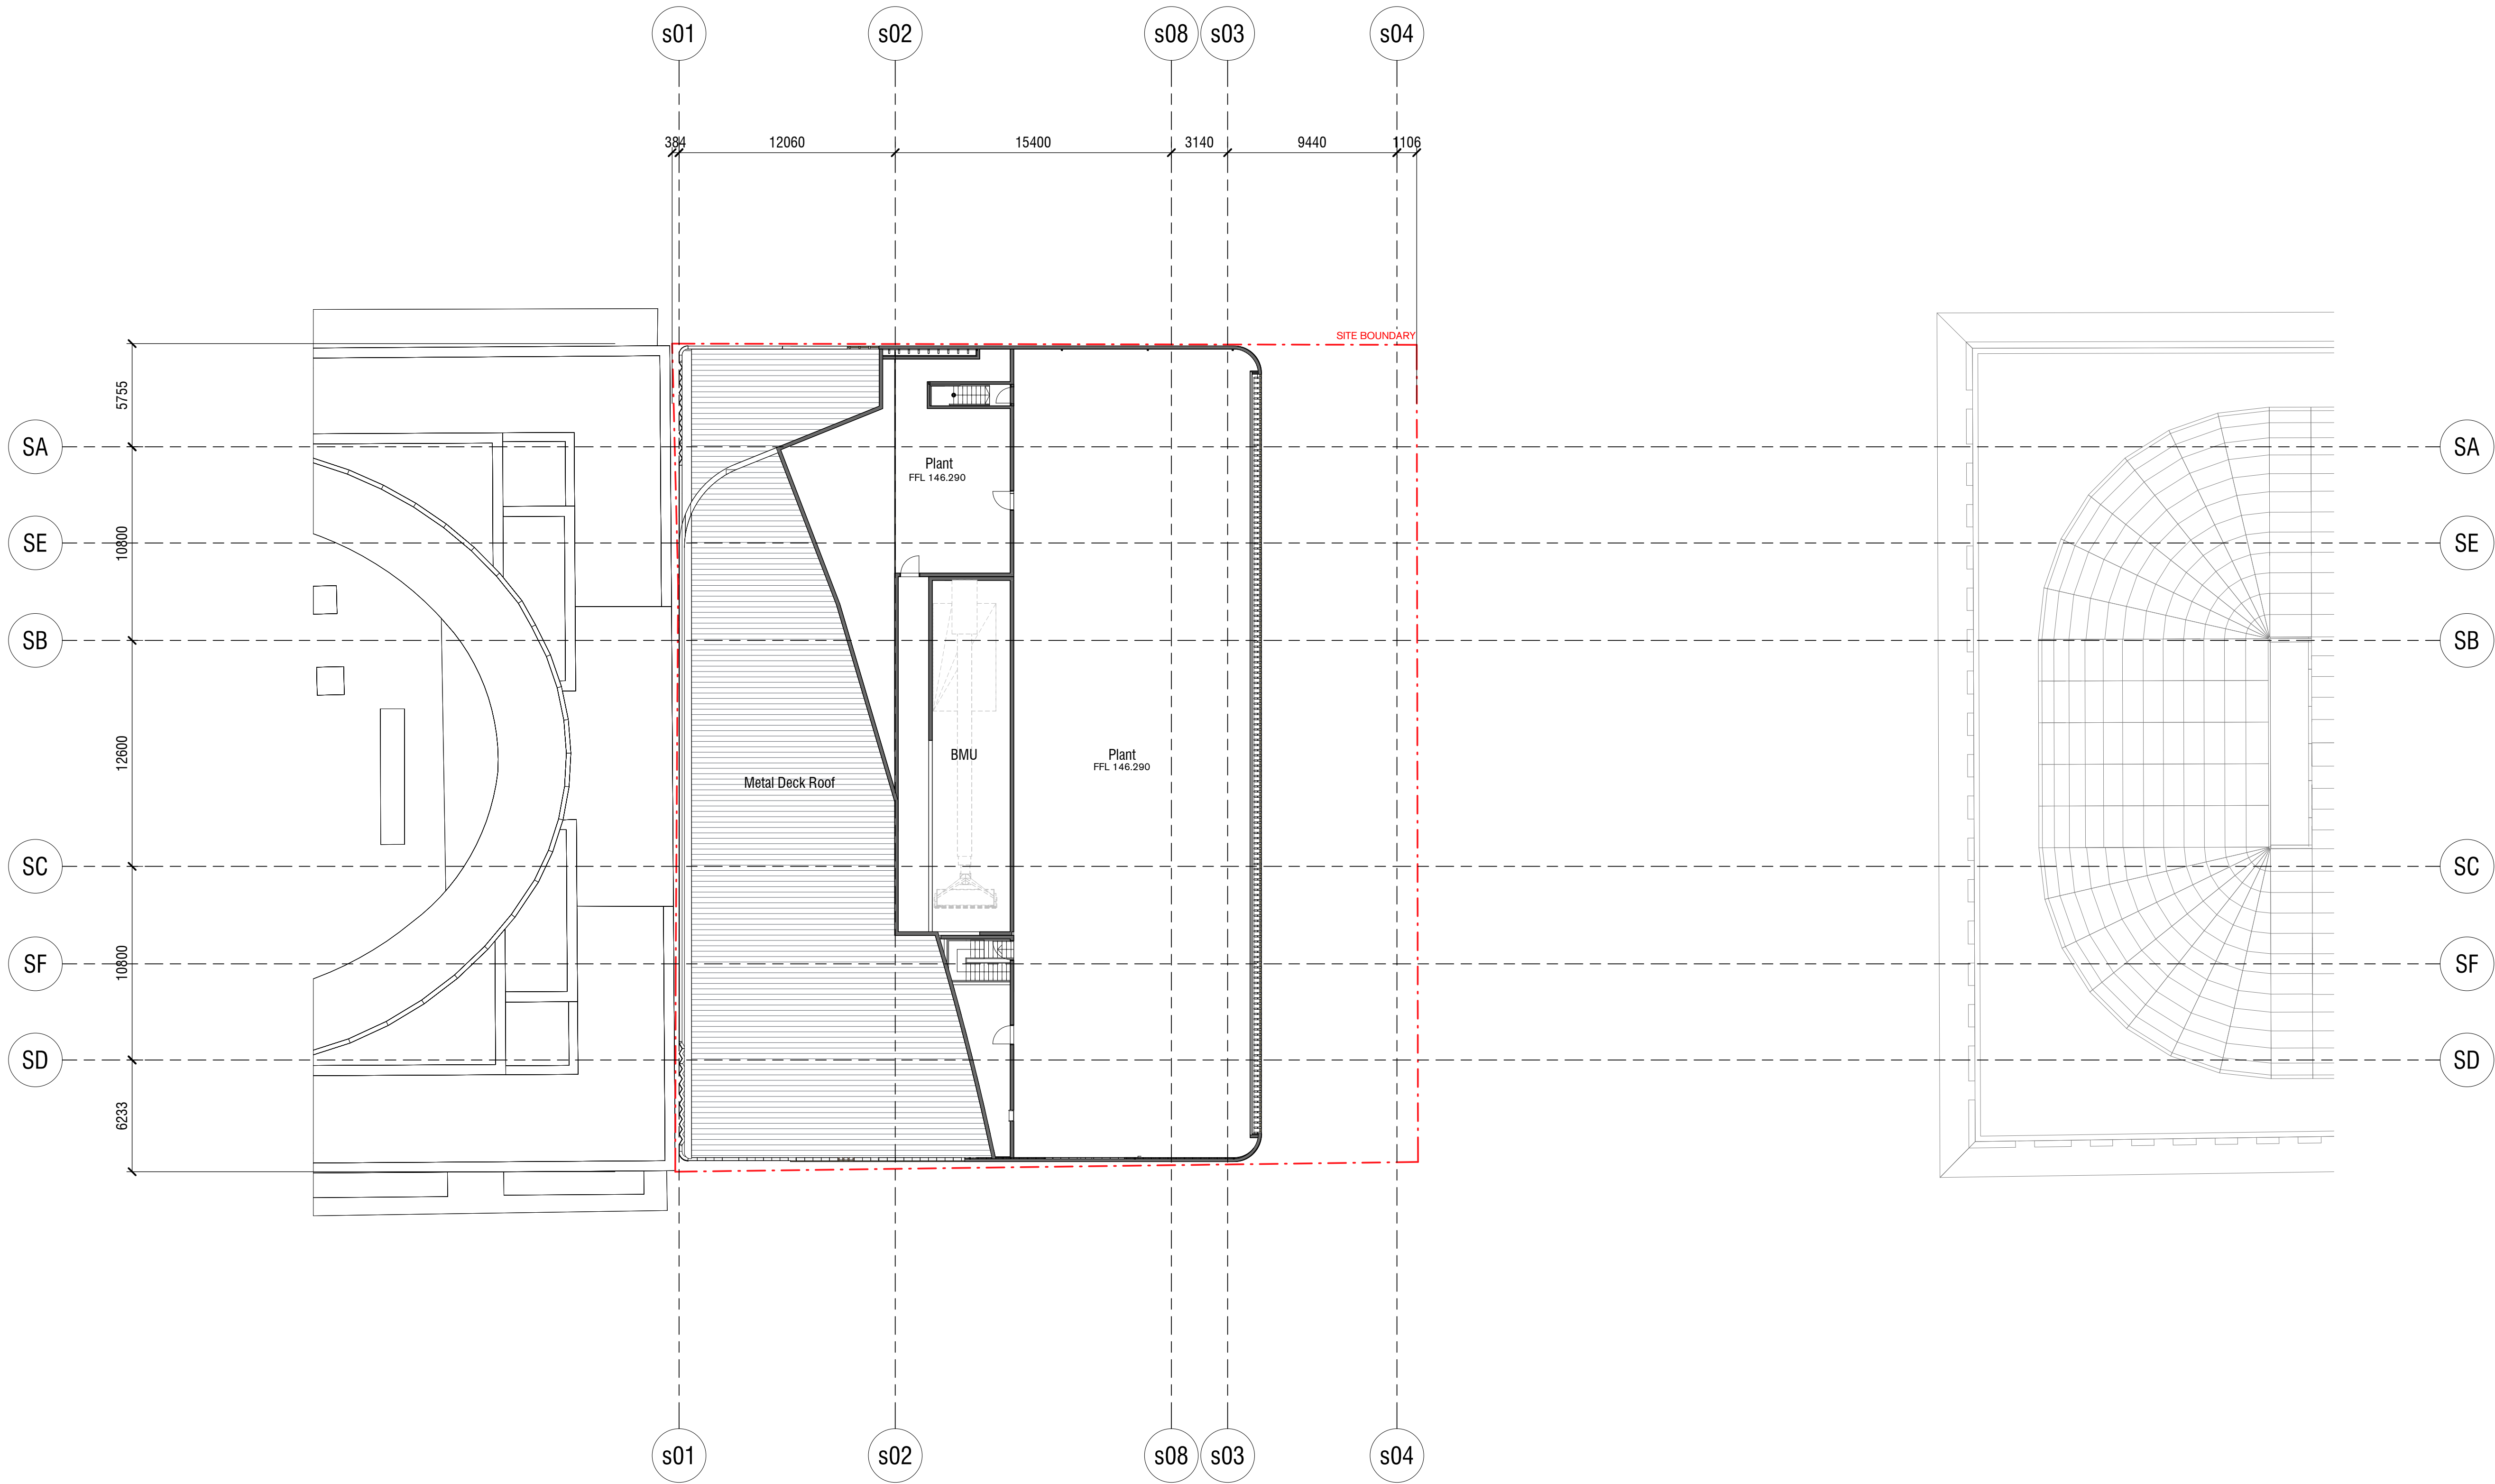 s01
s02
s08
s03
s04
384
12060
15400
3140
9440
1106
SITE BOUNDARY
5755
SA
SA
Plant
FFL 146.290
10800
SE
SE
SB
SB
12600
BMU
Plant
FFL 146.290
Metal Deck Roof
SC
SC
10800
SF
SF
SD
SD
6233
s01
s02
s08
s03
s04